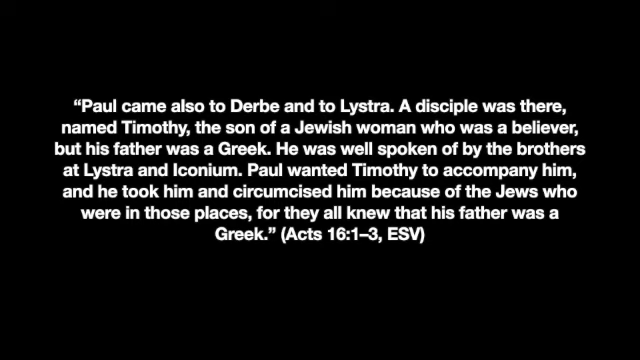 “Paul came also to Derbe and to Lystra. A disciple was there,
named Timothy, the son of a Jewish woman who was a believer,
but his father was a Greek. He was well spoken of by the brothers
at Lystra and Iconium. Paul wanted Timothy to accompany him,
and he took him and circumcised him because of the Jews who
were in those places, for they all knew that his father was a
Greek.” (Acts 16:1–3, ESV)